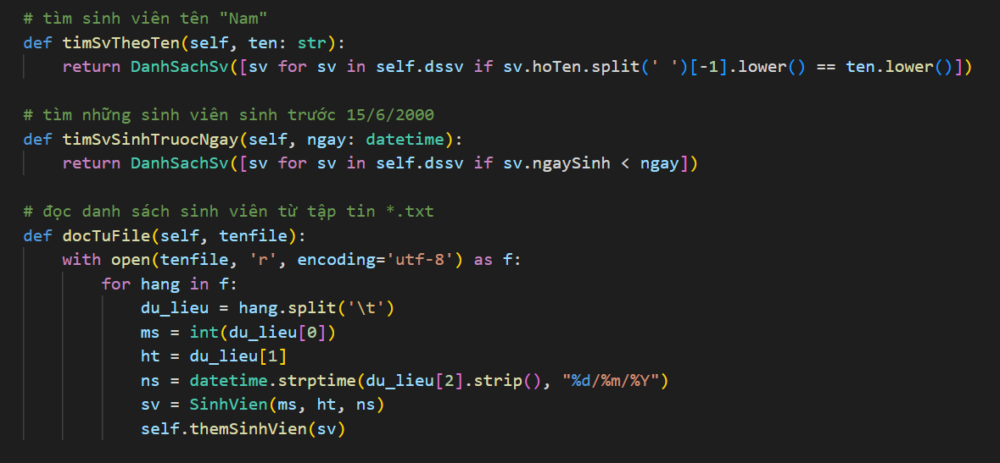 # tìm sinh viên tên "Nam"
def timSvTheoTen(self, ten: str):
    return DanhSachSv([sv for sv in self.dssv if sv.hoTen.split(' ')[-1].lower() == ten.lower()])

# tìm những sinh viên sinh trước 15/6/2000
def timSvSinhTruocNgay(self, ngay: datetime):
    return DanhSachSv([sv for sv in self.dssv if sv.ngaySinh < ngay])

# đọc danh sách sinh viên từ tập tin *.txt
def docTuFile(self, tenfile):
    with open(tenfile, 'r', encoding='utf-8') as f:
        for hang in f:
            du_lieu = hang.split('\t')
            ms = int(du_lieu[0])
            ht = du_lieu[1]
            ns = datetime.strptime(du_lieu[2].strip(), "%d/%m/%Y")
            sv = SinhVien(ms, ht, ns)
            self.themSinhVien(sv)